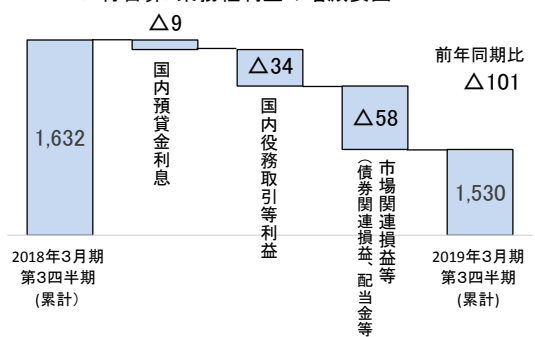 △9
前年同期比
△101
△34
△58
1,632
1,530
国内預貸金利息
国内役務取引等利益
市場関連損益等
(債券関連損益、配当金等)
2018年3月期
第3四半期
(累計)
2019年3月期
第3四半期
(累計)